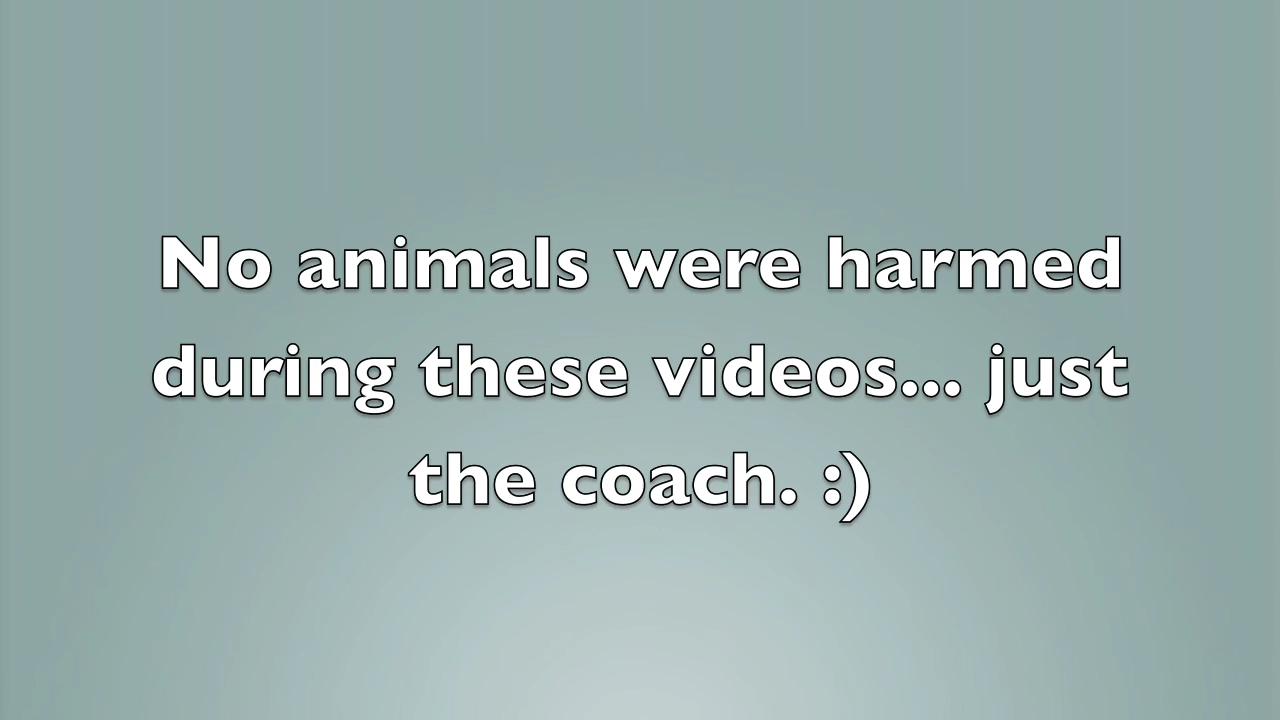 No animals were harmed
during these videos... just
the coach. :)